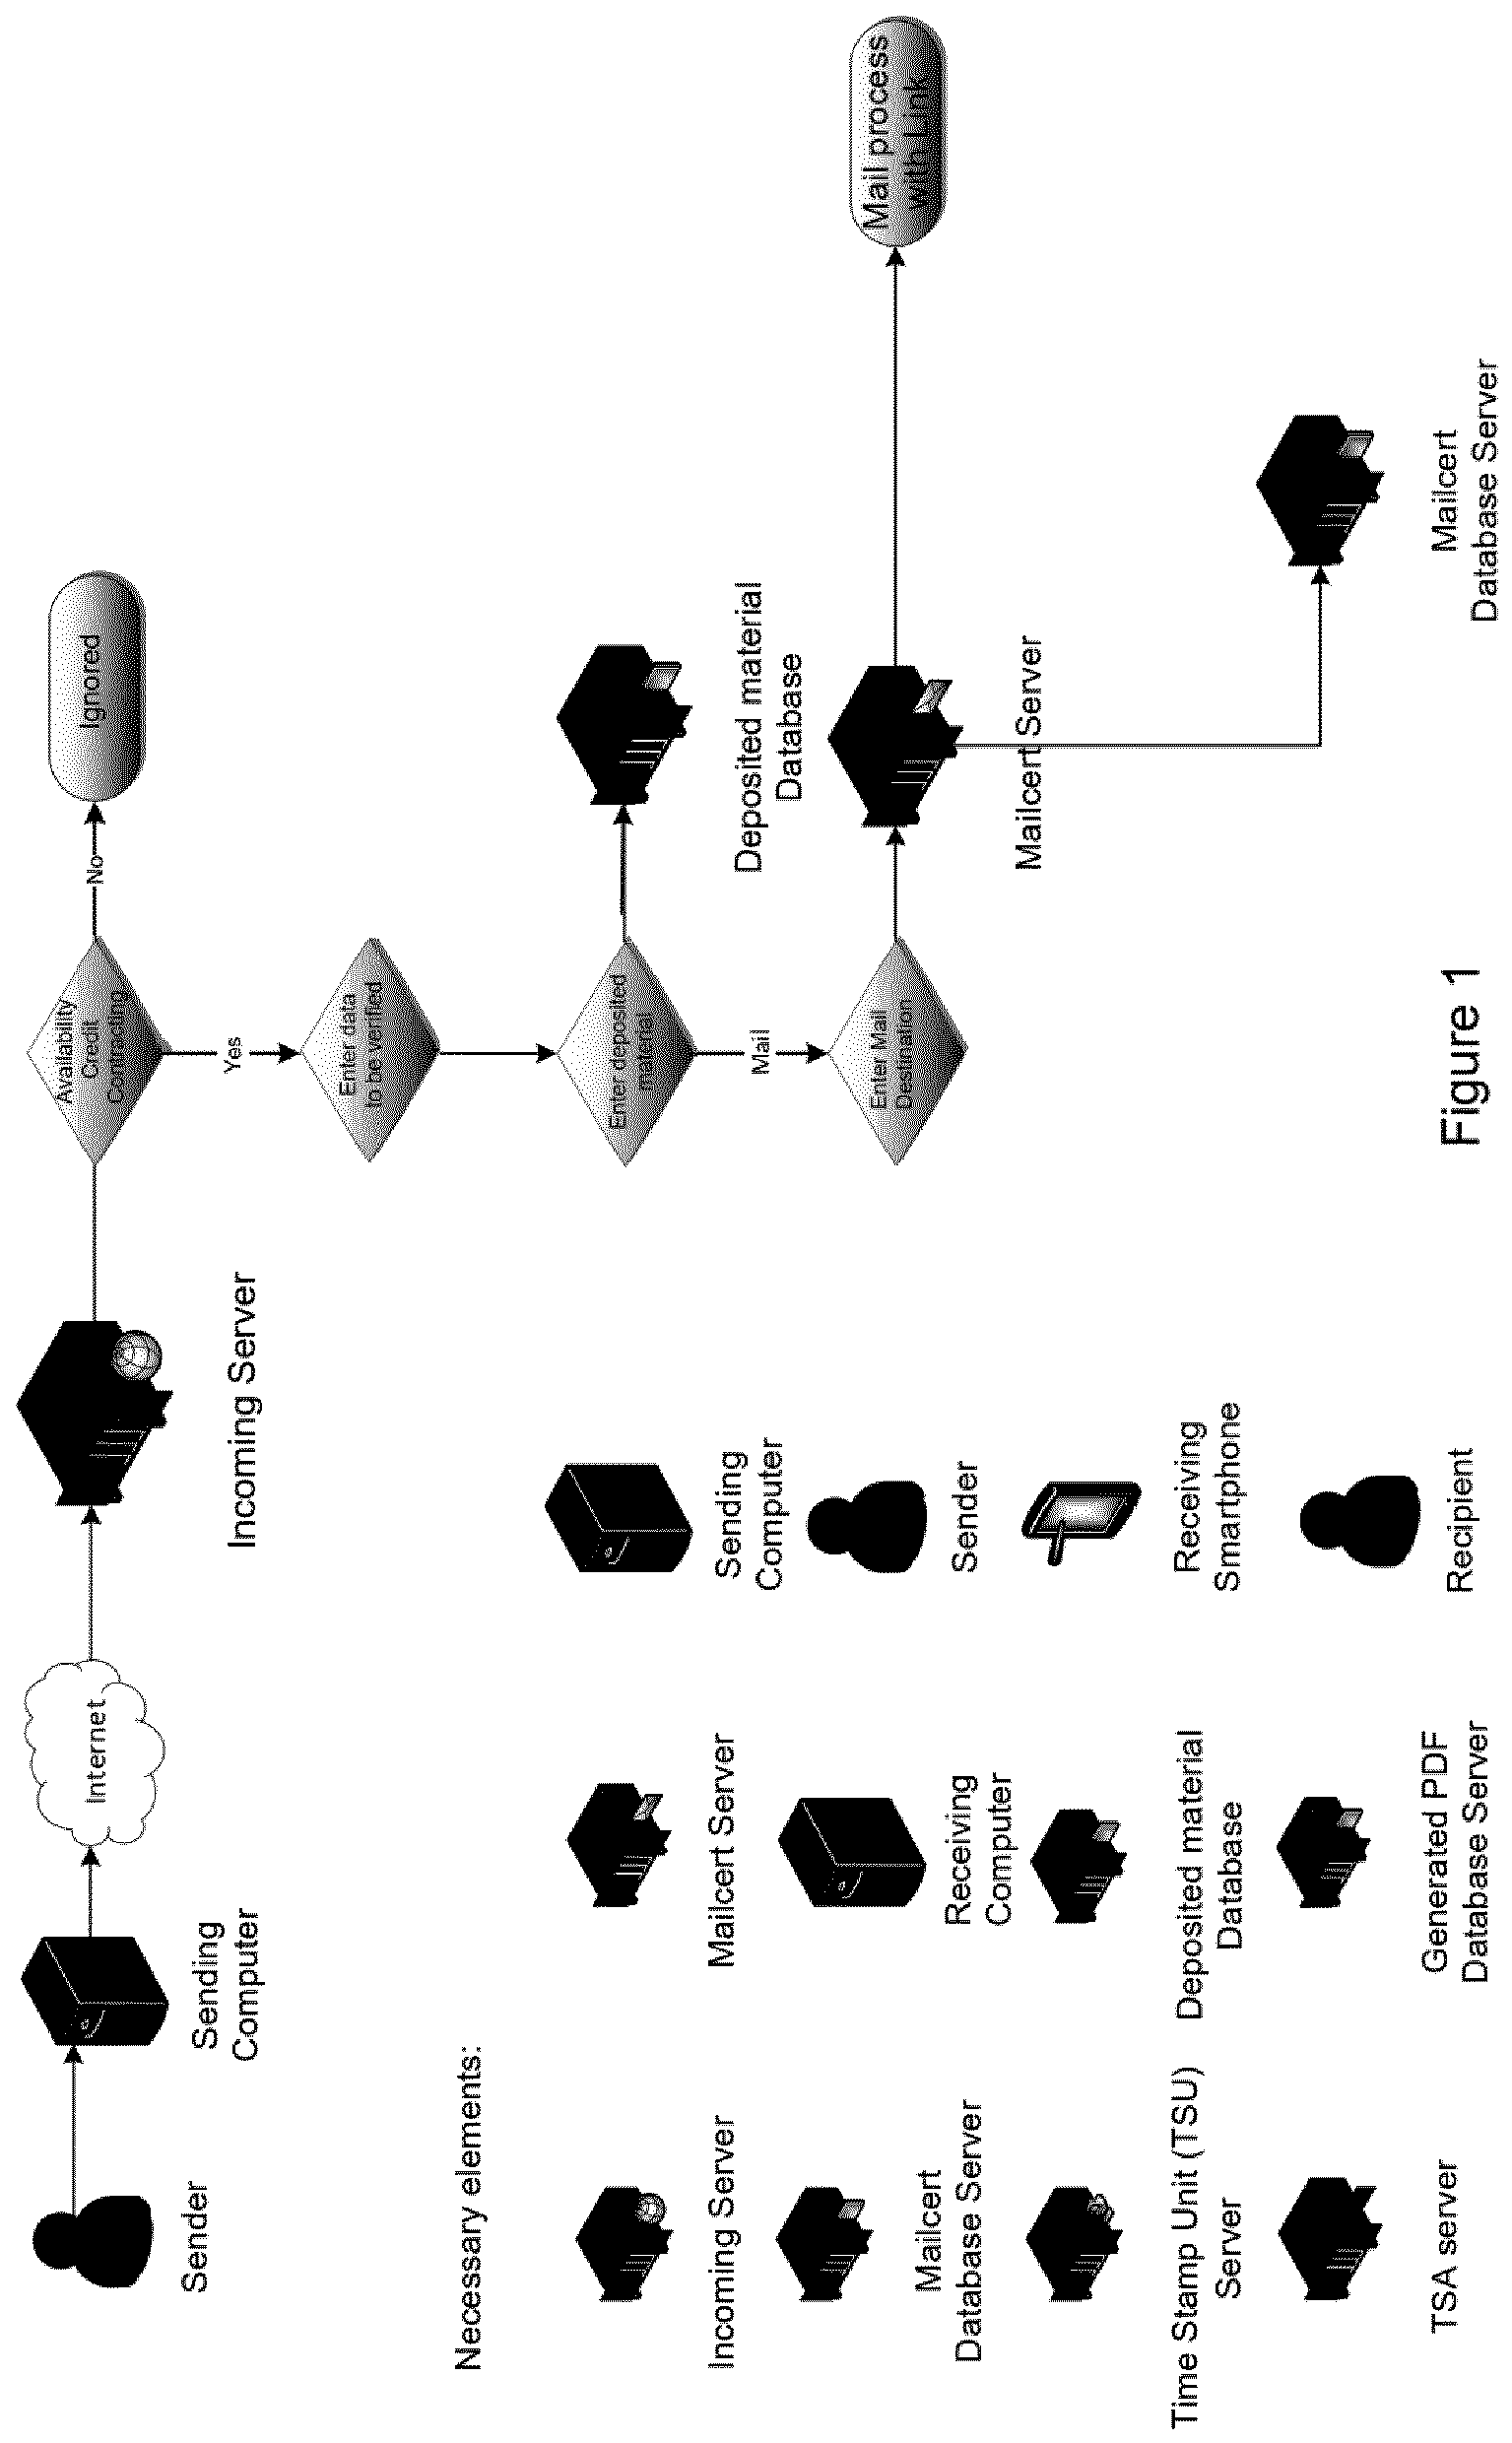 Sender
Sending
Computer
Internet
Incoming Server
Availability
Credit
Contracting
No
Ignored
Yes
Enter data
to be verified
Enter deposited
material
Deposited material
Database
Mail
Enter Mail
Destination
Mailcert Server
Mail process
with Link
Mailcert
Database Server
Necessary elements:
Incoming Server
Mailcert Server
Sending
Computer
Mailcert
Database Server
Receiving
Computer
Sender
Time Stamp Unit (TSU)
Server
Deposited material
Database
Receiving
Smartphone
TSA server
Generated PDF
Database Server
Recipient
Figure 1